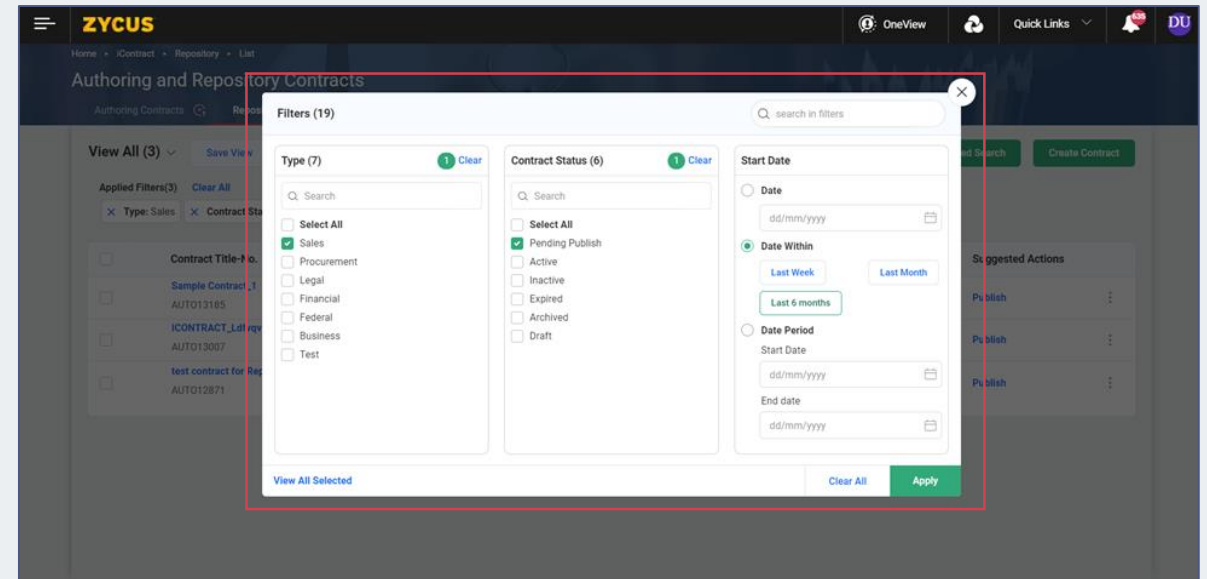 ZYCUS
OneView
Quick Links
635
DU
Home • iContract • Repository • List
Authoring and Repository Contracts
Authoring Contracts
View All (3)
Save View
Create Contract
Applied Filters(3) Clear All
Type: Sales
Contract Sta
Contract Title-No.
Suggested Actions
Sample Contract_1
AUTO13165
Publish
AUTO13007
Publish
test contract for Rep
AUTO12871
Publish
Filters (19)
search in filters
Type (7)
1 Clear
Search
Select All
Sales
Procurement
Legal
Financial
Federal
Business
Test
Contract Status (6)
1 Clear
Search
Select All
Pending Publish
Active
Inactive
Expired
Archived
Draft
Start Date
Date
dd/mm/yyyy
Date Within
Last Week
Last Month
Last 6 months
Date Period
Start Date
dd/mm/yyyy
End date
dd/mm/yyyy
View All Selected
Clear All
Apply